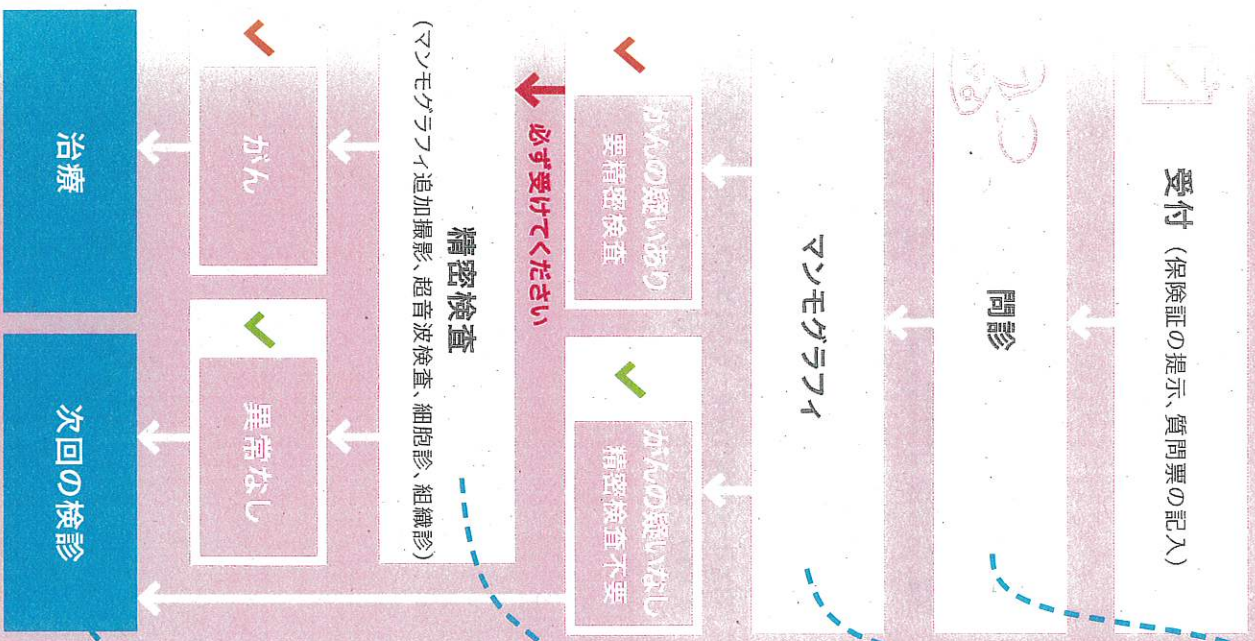 受付 (保険証の提示、質問票の記入)
問診
マンモグラフィ
がんの疑いあり
要精密検査
がんの疑いなし
精密検査不要
必ず受けてください
精密検査
(マンモグラフィ追加撮影、超音波検査、細胞診、組織診)
がん
異常なし
治療
次回の検診